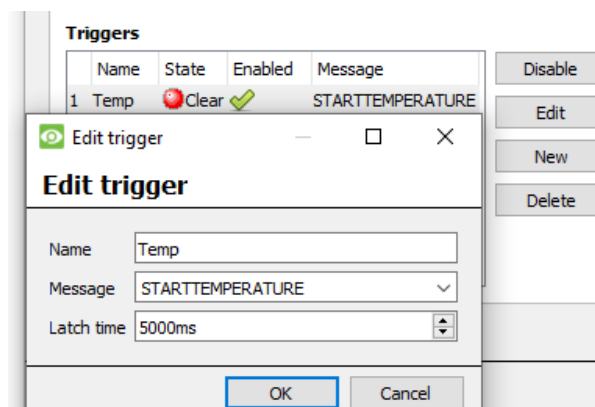 Triggers
Name State Enabled Message
1 Temp Clear STARTTEMPERATURE
Disable
Edit
New
Delete
Edit trigger
Edit trigger
Name Temp
Message STARTTEMPERATURE
Latch time 5000ms
OK Cancel